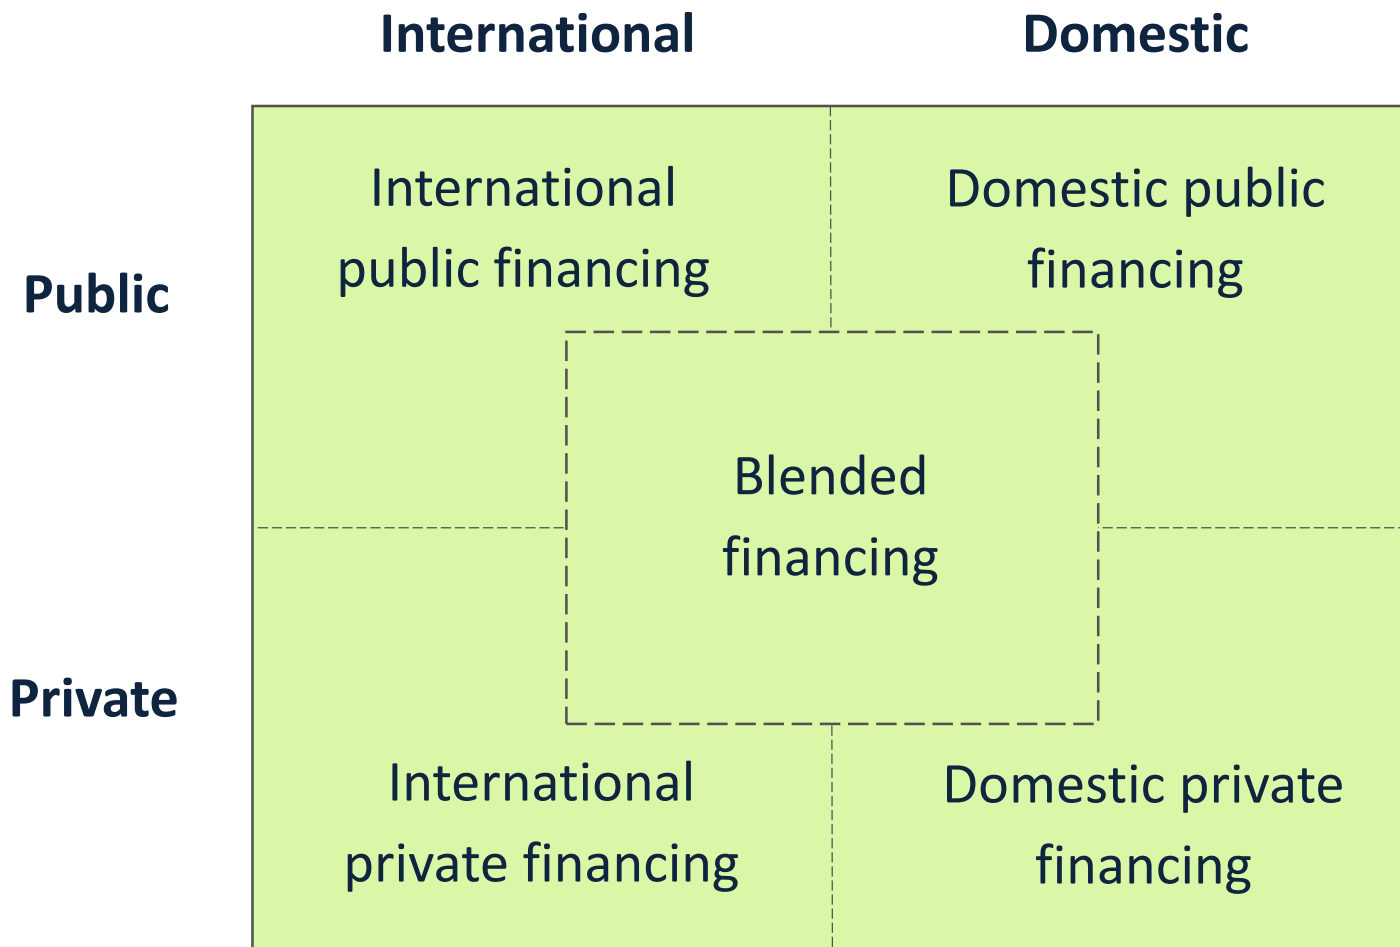 International
Domestic
Public
International
public financing
Domestic public
financing
Blended
financing
Private
International
private financing
Domestic private
financing